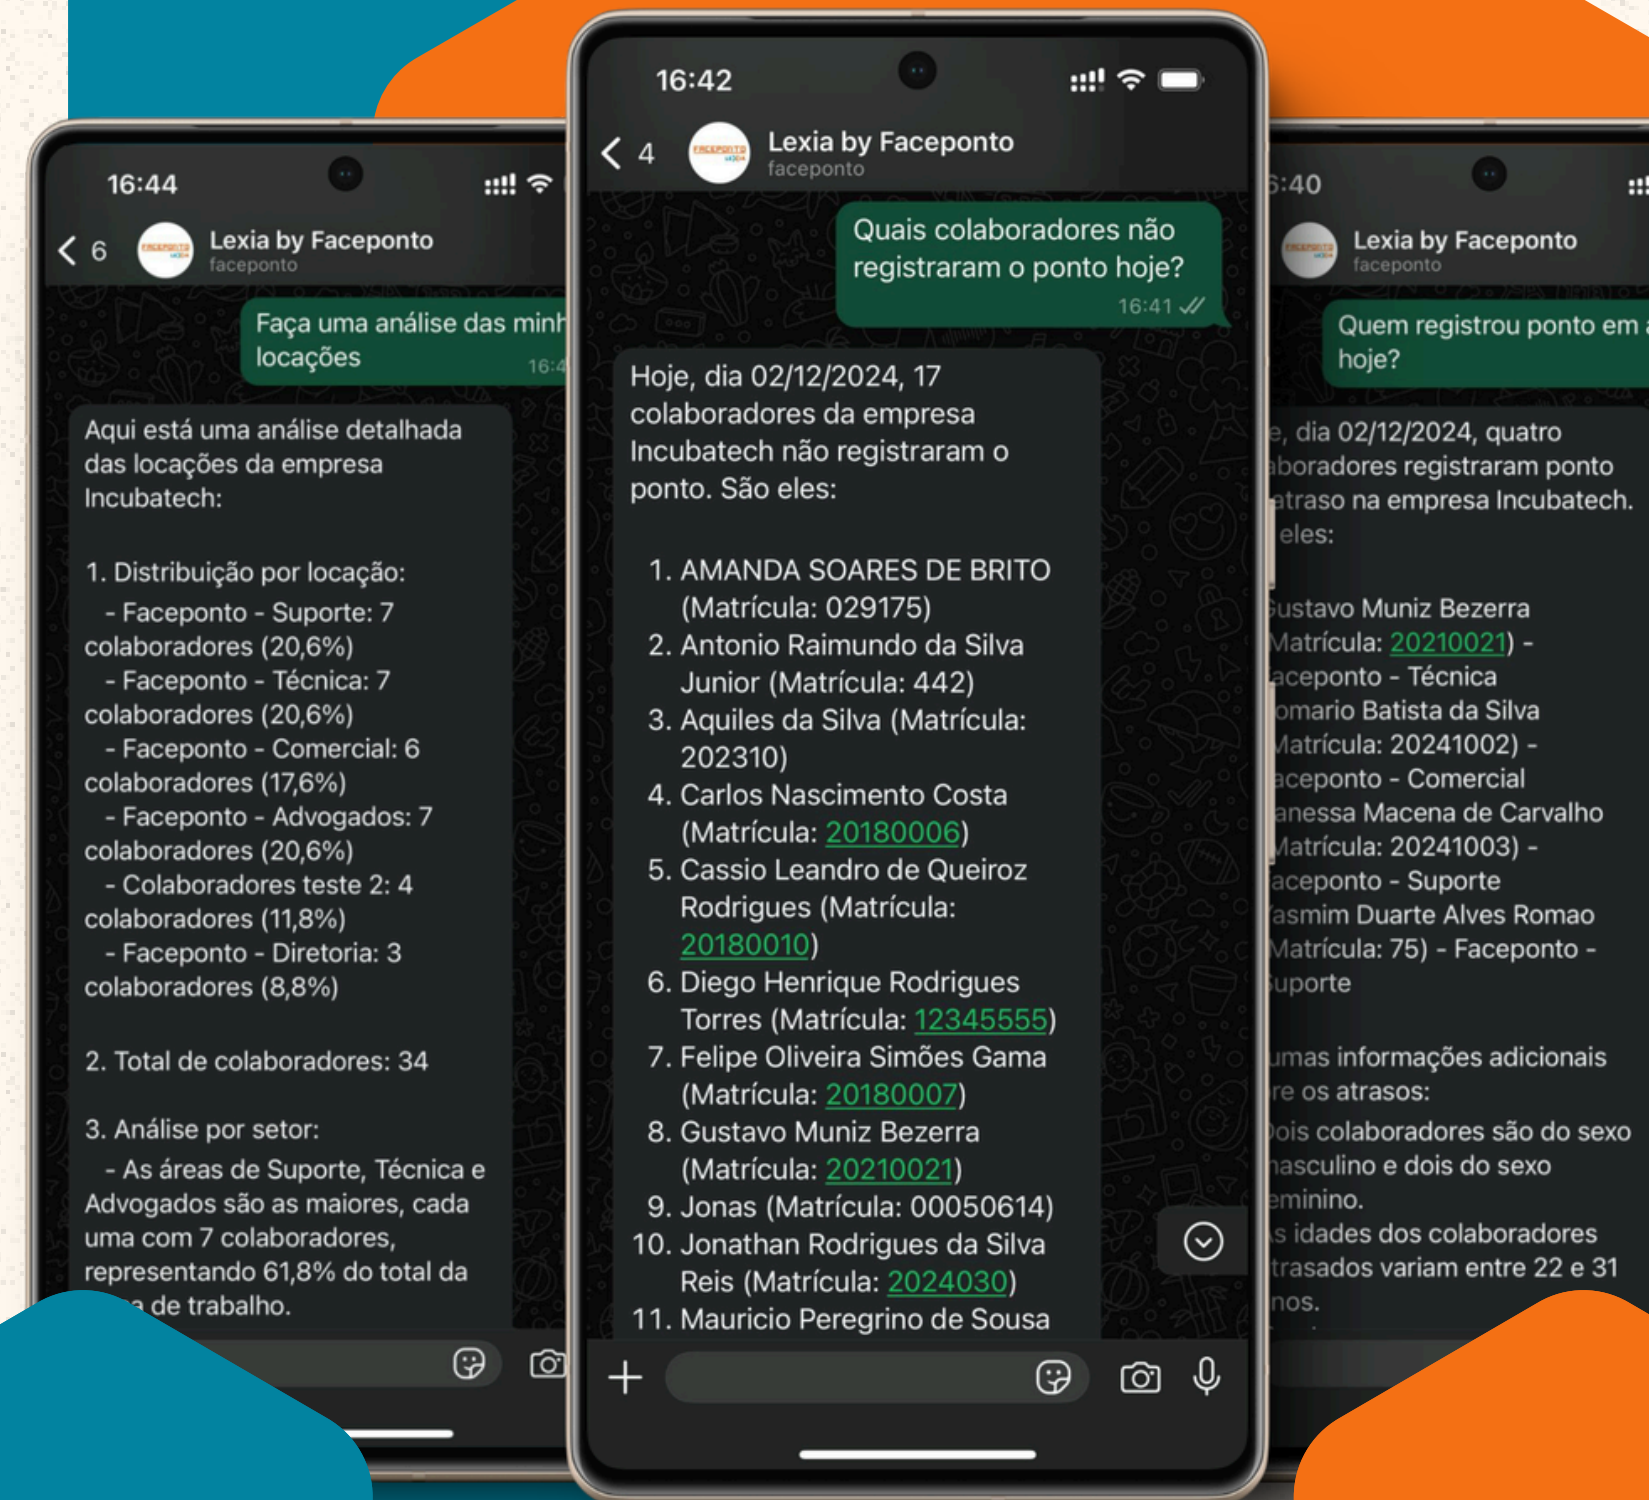 16:44
6
Lexia by Faceponto
faceponto
Faça uma análise das
locações
Aqui está uma análise detalhada
das locações da empresa
Incubatech:
1. Distribuição por locação:
- Faceponto - Suporte: 7
colaboradores (20,6%)
- Faceponto - Técnica: 7
colaboradores (20,6%)
- Faceponto - Comercial: 6
colaboradores (17,6%)
- Faceponto - Advogados: 7
colaboradores (20,6%)
- Colaboradores teste 2: 4
colaboradores (11,8%)
- Faceponto - Diretoria: 3
colaboradores (8,8%)
2. Total de colaboradores: 34
3. Análise por setor:
- As áreas de Suporte, Técnica e
Advogados são as maiores, cada
uma com 7 colaboradores,
representando 61,8% do total da
de trabalho.
16:42
4
FACEPONTO
Lexia by Faceponto
faceponto
Quais colaboradores não
registraram o ponto hoje?
16:41
Hoje, dia 02/12/2024, 17
colaboradores da empresa
Incubatech não registraram o
ponto. São eles:
1. AMANDA SOARES DE BRITO
(Matrícula: 029175)
2. Antonio Raimundo da Silva
Junior (Matrícula: 442)
3. Aquiles da Silva (Matrícula:
202310)
4. Carlos Nascimento Costa
(Matrícula: 20180006)
5. Cassio Leandro de Queiroz
Rodrigues (Matrícula:
20180010)
6. Diego Henrique Rodrigues
Torres (Matrícula: 12345555)
7. Felipe Oliveira Simões Gama
(Matrícula: 20180007)
8. Gustavo Muniz Bezerra
(Matrícula: 20210021)
9. Jonas (Matrícula: 00050614)
10. Jonathan Rodrigues da Silva
Reis (Matrícula: 2024030)
11. Mauricio Peregrino de Sousa
:40
Lexia by Faceponto
faceponto
Quem registrou ponto em
hoje?
dia 02/12/2024, quatro
registraram ponto
atraso na empresa Incubatech.
eles:
Muniz Bezerra
20210021) -
- Técnica
Batista da Silva
20241002) -
- Comercial
Macena de Carvalho
20241003) -
- Suporte
Duarte Alves Romao
75) - Faceponto -
informações adicionais
os atrasos:
colaboradores são do sexo
e dois do sexo
idades dos colaboradores
variam entre 22 e 31